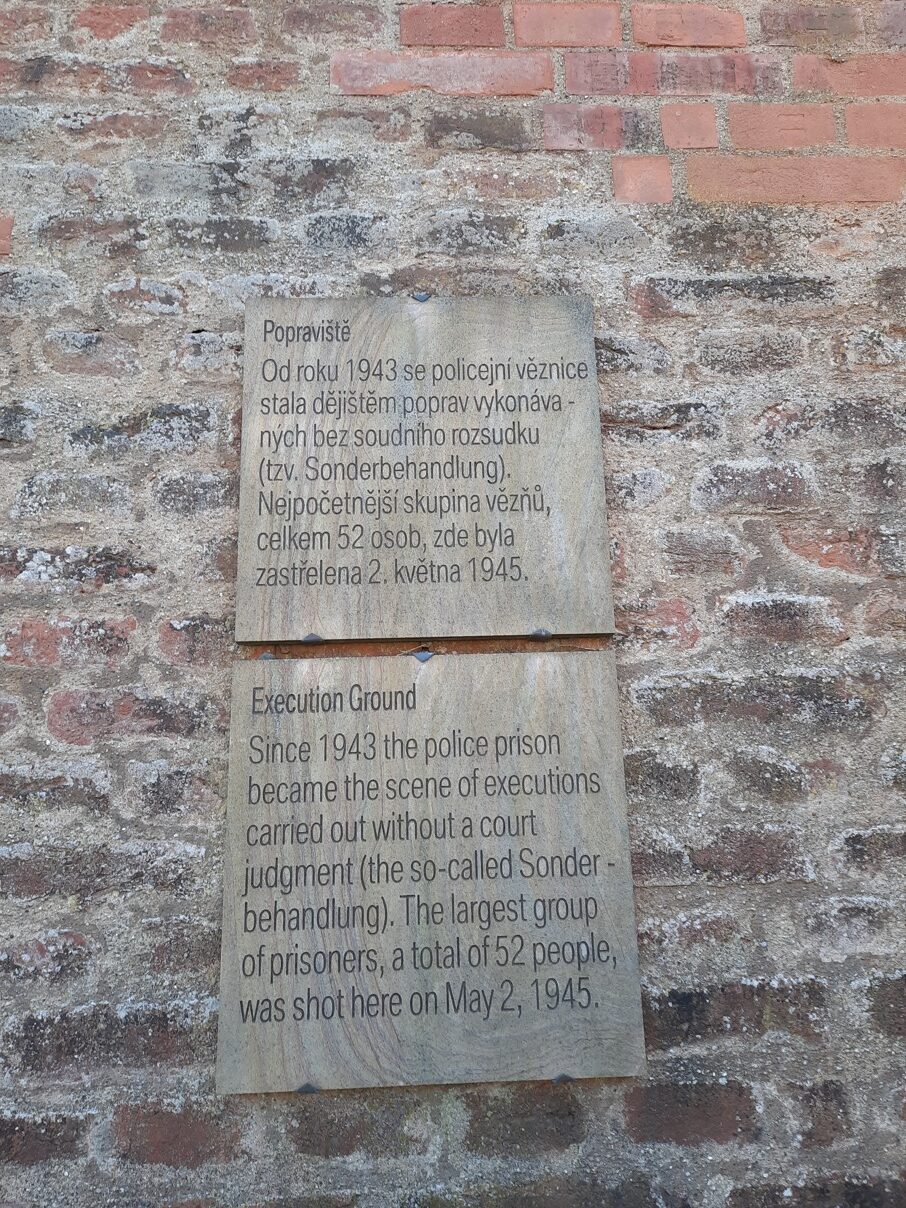 Popraviště
Od roku 1943 se policejní věznice
stala dějištěm poprav vykonáva -
ných bez soudního rozsudku
(tzv. Sonderbehandlung).
Nejpočetnější skupina vězňů,
celkem 52 osob, zde byla
zastřelena 2. května 1945.
Execution Ground
Since 1943 the police prison
became the scene of executions
carried out without a court
judgment (the so-called Sonder -
behandlung). The largest group
of prisoners, a total of 52 people,
was shot here on May 2, 1945.